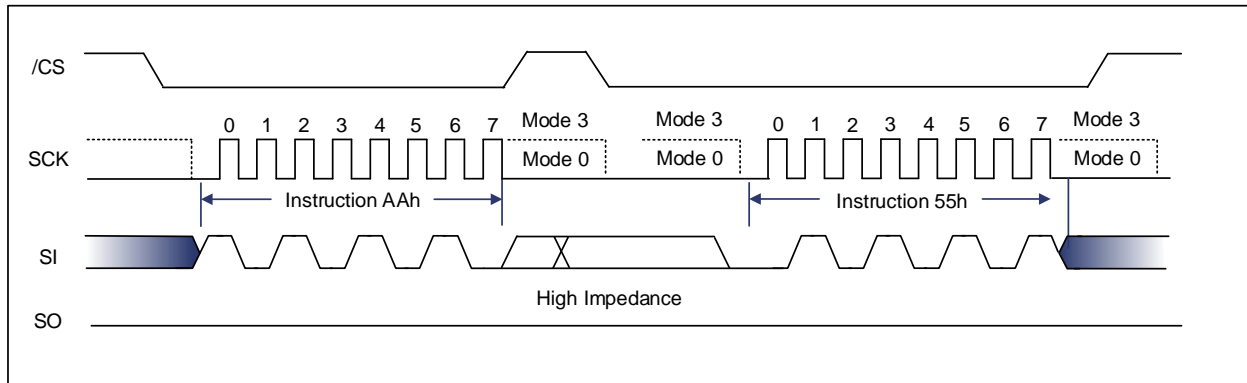 /CS
0 1 2 3 4 5 6 7 Mode 3 Mode 3 0 1 2 3 4 5 6 7 Mode 3
SCK Mode 0 Mode 0 Mode 0
Instruction AAh Instruction 55h
SI
High Impedance
SO